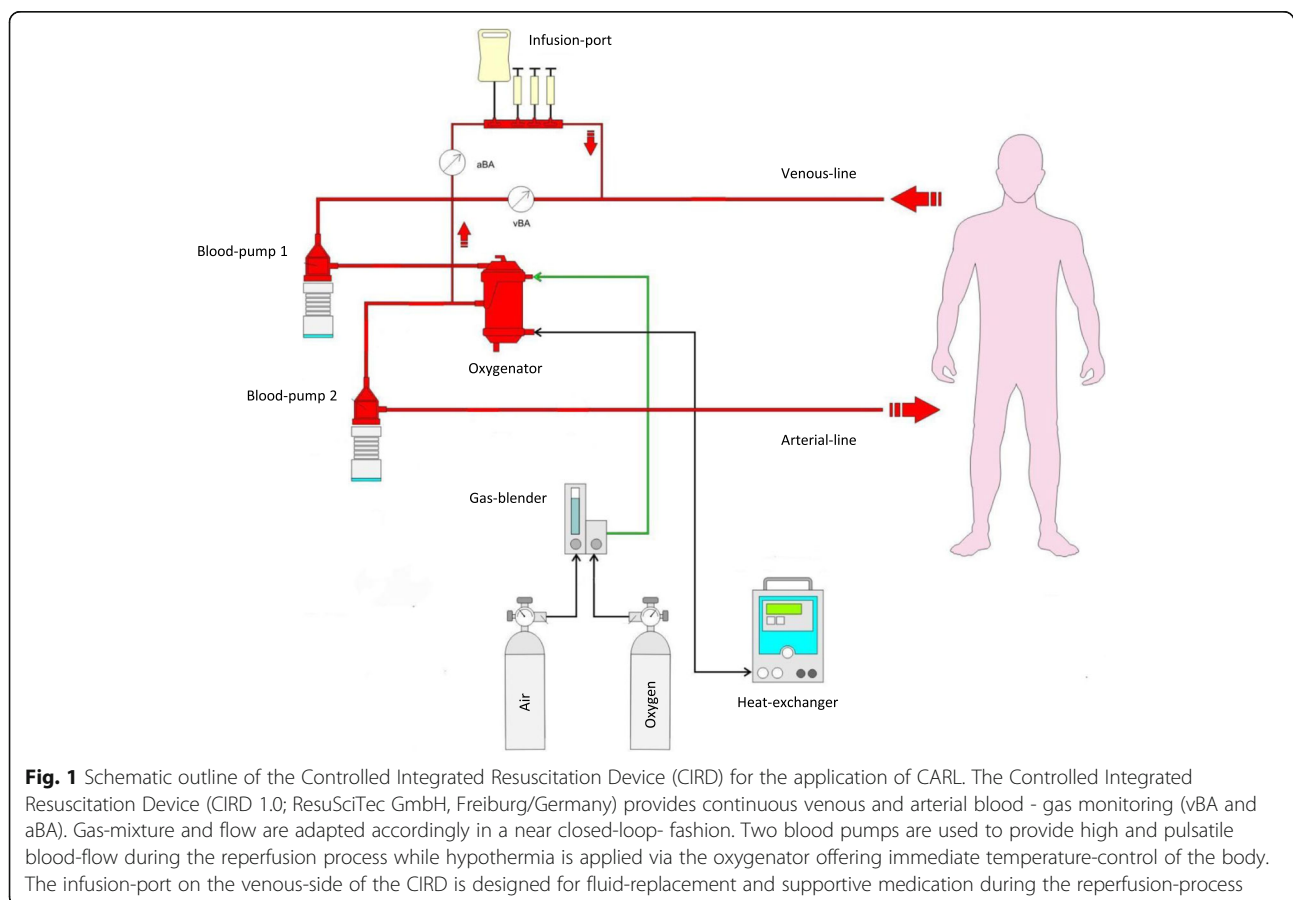 Infusion-port
aBA
Venous-line
vBA
Blood-pump 1
Oxygenator
Blood-pump 2
Arterial-line
Gas-blender
Air
Oxygen
Heat-exchanger
Fig. 1 Schematic outline of the Controlled Integrated Resuscitation Device (CIRD) for the application of CARL. The Controlled Integrated
Resuscitation Device (CIRD 1.0; ResuSciTec GmbH, Freiburg/Germany) provides continuous venous and arterial blood - gas monitoring (vBA and
aBA). Gas-mixture and flow are adapted accordingly in a near closed-loop- fashion. Two blood pumps are used to provide high and pulsatile
blood-flow during the reperfusion process while hypothermia is applied via the oxygenator offering immediate temperature-control of the body.
The infusion-port on the venous-side of the CIRD is designed for fluid-replacement and supportive medication during the reperfusion-process